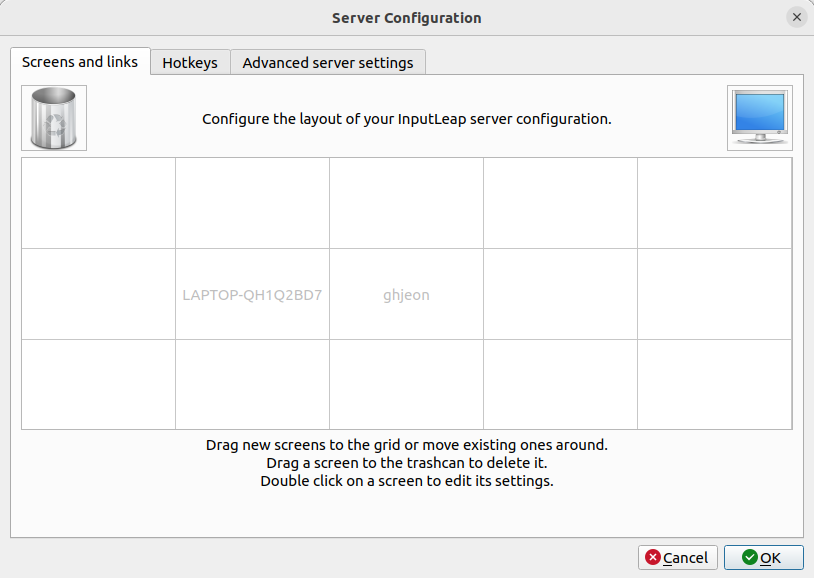 Server Configuration
Screens and links
Hotkeys
Advanced server settings
Configure the layout of your InputLeap server configuration.
LAPTOP-QH1Q2BD7
ghjeon
Drag new screens to the grid or move existing ones around.
Drag a screen to the trashcan to delete it.
Double click on a screen to edit its settings.
Cancel
OK